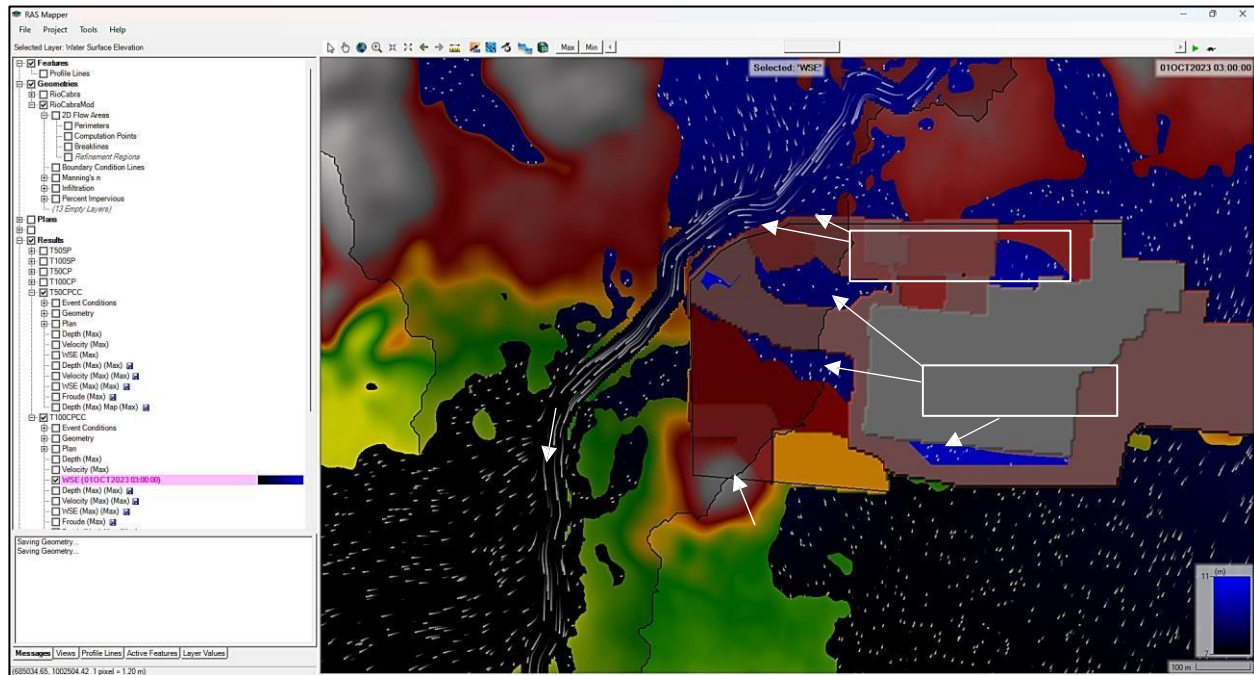 RAS Mapper
File Project Tools Help
Selected Layer: Water Surface Elevation
Max Min
Features
Profile Lines
Geometries
RioCabra
RioCabraMod
2D Flow Areas
Perimeters
Computation Points
Breaklines
Refinement Regions
Boundary Condition Lines
Manning's n
Infiltration
Percent Impervious
(13 Empty Layers)
Plans
Results
T50SP
T100SP
T50CP
T100CP
T50CPCC
Event Conditions
Geometry
Plan
Depth (Max)
Velocity (Max)
WSE (Max)
Depth (Max) (Max)
Velocity (Max) (Max)
WSE (Max) (Max)
Froude (Max)
Depth (Max) Map (Max)
T100CPCC
Event Conditions
Geometry
Plan
Depth (Max)
Velocity (Max)
WSE (01OCT2023 03:00:00)
Depth (Max) (Max)
Velocity (Max) (Max)
WSE (Max) (Max)
Froude (Max)
Saving Geometry...
Saving Geometry...
Messages Views Profile Lines Active Features Layer Values
(685034.65, 1002504.42 1 pixel = 1.20 m)
Selected: 'WSE'
01OCT2023 03:00:00
(m)
11
7
100 m